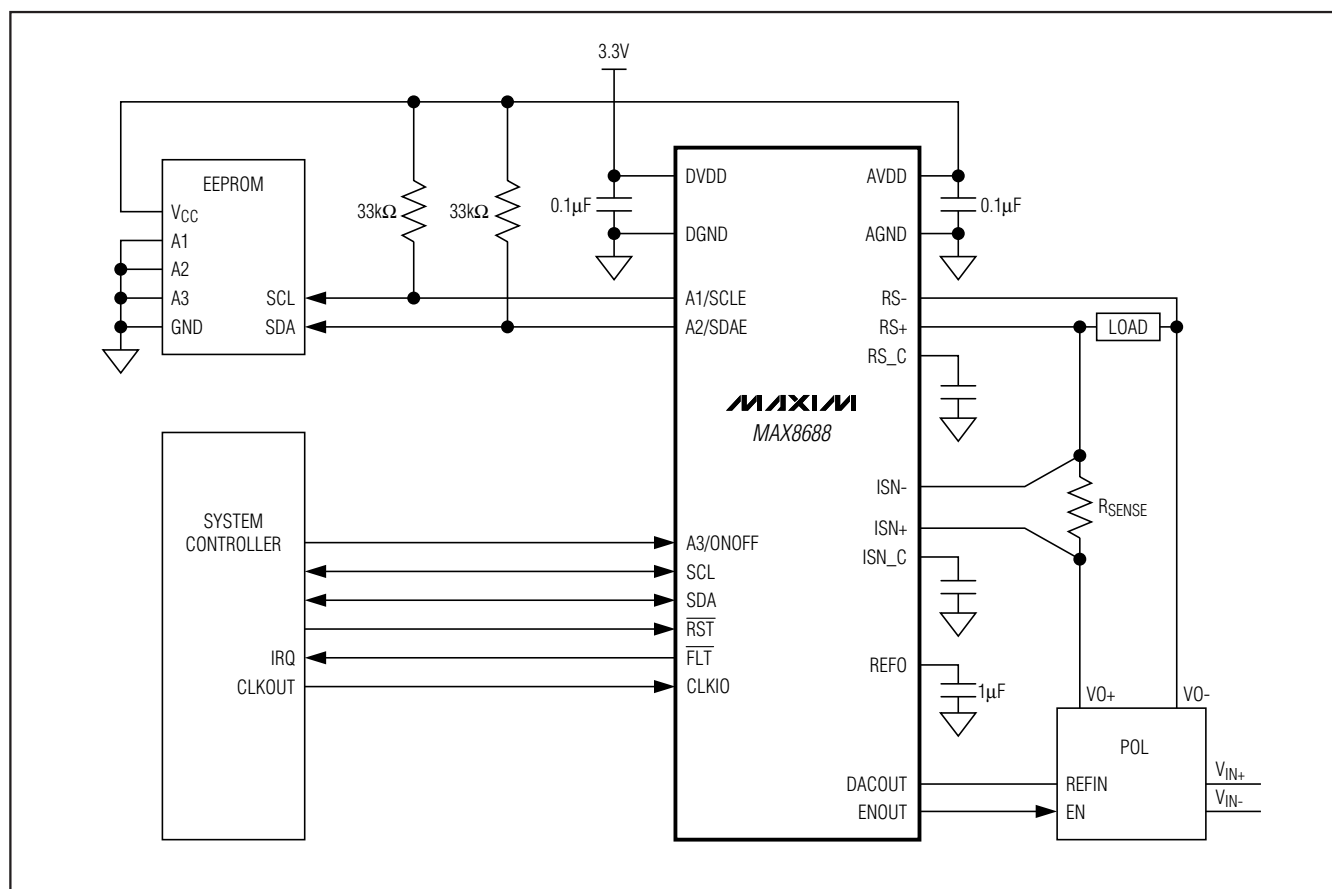 3.3V
EEPROM
VCC
A1
A2
A3
GND
SCL
SDA
33kΩ
33kΩ
0.1µF
0.1µF
DVDD
DGND
A1/SCLE
A2/SDAE
AVDD
AGND
RS-
RS+
RS_C
LOAD
MAXIM
MAX8688
ISN-
ISN+
ISN_C
RSENSE
SYSTEM
CONTROLLER
IRQ
CLKOUT
A3/ONOFF
SCL
SDA
RST
FLT
CLKIO
REFO
1µF
DACOUT
ENOUT
VO+
VO-
POL
REFIN
EN
VIN+
VIN-